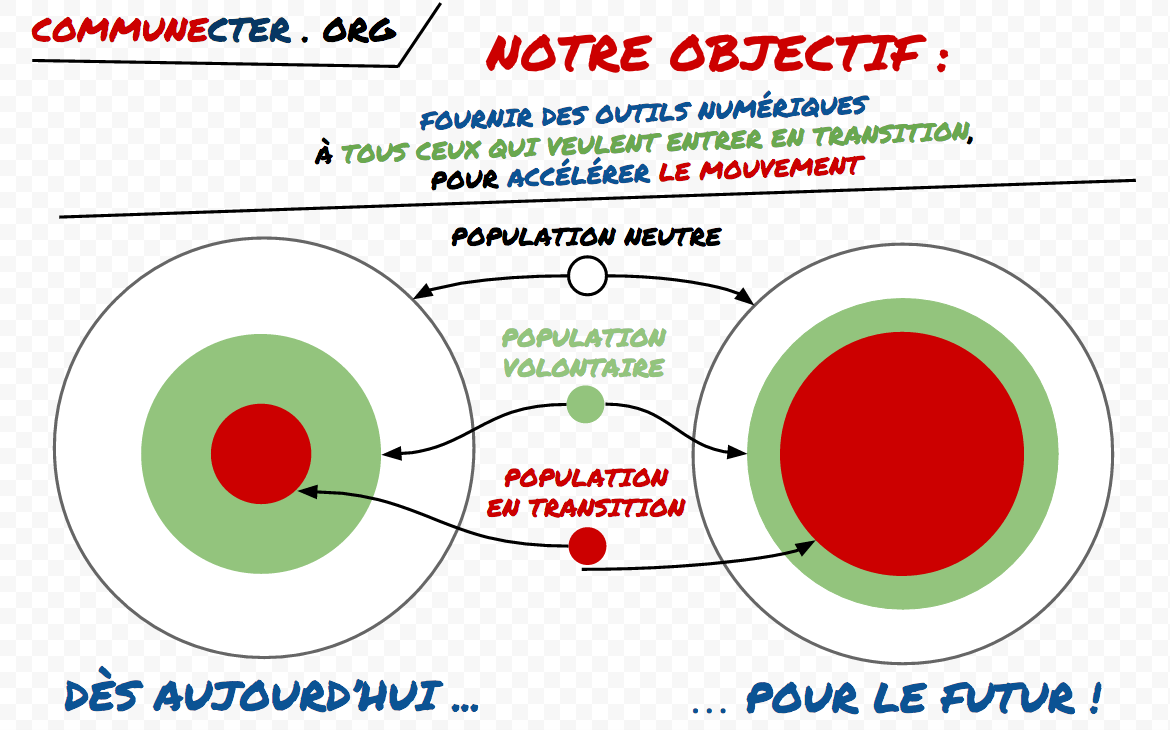 COMMUNECTER . ORG
NOTRE OBJECTIF :
FOURNIR DES OUTILS NUMÉRIQUES
À TOUS CEUX QUI VEULENT ENTRER EN TRANSITION,
POUR ACCÉLÉRER LE MOUVEMENT
POPULATION NEUTRE
POPULATION
VOLONTAIRE
POPULATION
EN TRANSITION
DÈS AUJOURD'HUI ...
... POUR LE FUTUR !